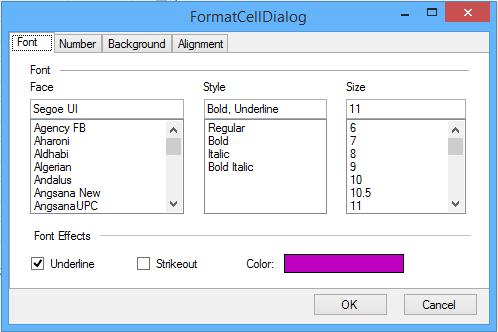 FormatCellDialog
Font Number Background Alignment
Font
Face Style Size
Segoe UI Bold, Underline 11
Agency FB Regular 6
Aharoni Bold 7
Aldhabi Italic 8
Algerian Bold Italic 9
Andalus 10
Angsana New 10.5
AngsanaUPC 11
Font Effects
Underline Strikeout Color:
OK Cancel